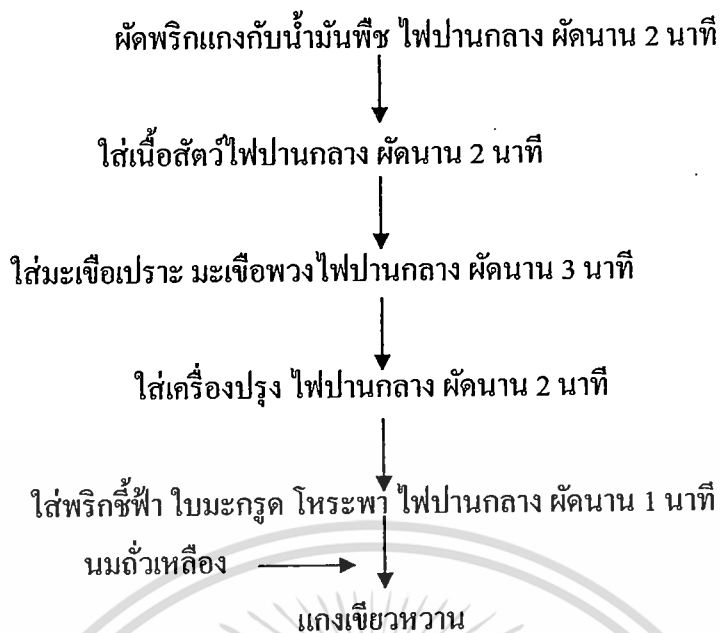 ผัดพริกแกงกับน้ำมันพืช ไฟปานกลาง ผัดนาน 2 นาที
ใส่เนื้อสัตว์ไฟปานกลาง ผัดนาน 2 นาที
ใส่มะเขือเปราะ มะเขือพวงไฟปานกลาง ผัดนาน 3 นาที
ใส่เครื่องปรุง ไฟปานกลาง ผัดนาน 2 นาที
ใส่พริกชี้ฟ้า ใบมะกรูด โหระพา ไฟปานกลาง ผัดนาน 1 นาที
นมถั่วเหลือง
แกงเขียวหวาน